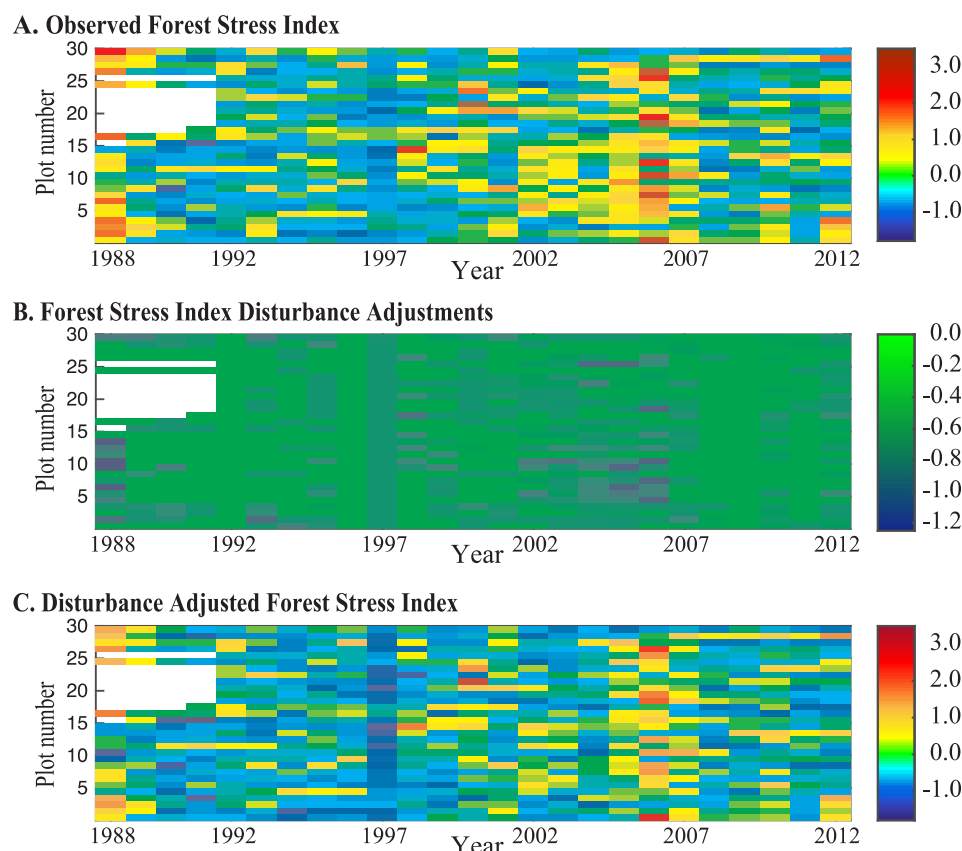 A. Observed Forest Stress Index
30
25
20
15
10
5
Plot number
1988 1992 1997 2002 2007 2012
Year
3.0
2.0
1.0
0.0
-1.0
B. Forest Stress Index Disturbance Adjustments
30
25
20
15
10
5
Plot number
1988 1992 1997 2002 2007 2012
Year
0.0
-0.2
-0.4
-0.6
-0.8
-1.0
-1.2
C. Disturbance Adjusted Forest Stress Index
30
25
20
15
10
5
Plot number
1988 1992 1997 2002 2007 2012
Year
3.0
2.0
1.0
0.0
-1.0